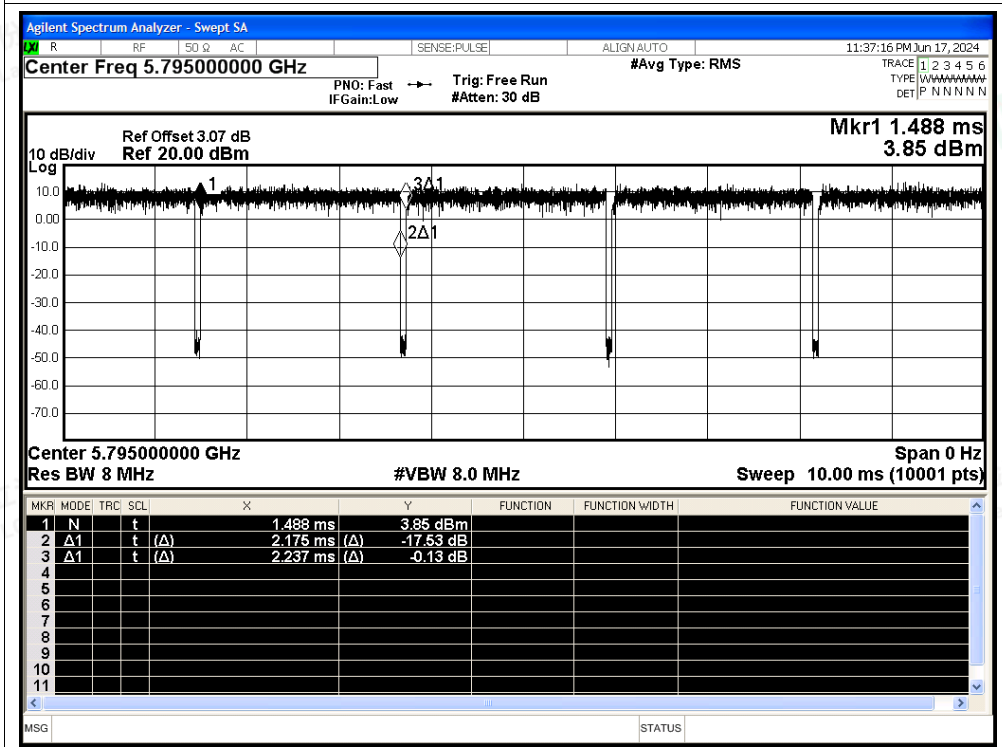 Agilent Spectrum Analyzer - Swept SA
LXI R RF 50 Ω AC SENSE:PULSE ALIGN AUTO 11:37:16 PM Jun 17, 2024
Center Freq 5.795000000 GHz #Avg Type: RMS TRACE 1 2 3 4 5 6
PNO: Fast Trig: Free Run TYPE
IFGain:Low #Atten: 30 dB DET P N N N N N
Mkr1 1.488 ms
Ref Offset 3.07 dB
10 dB/div Ref 20.00 dBm 3.85 dBm
Log
10.0 1 3Δ1
0.00 2Δ1
-10.0
-20.0
-30.0
-40.0
-50.0
-60.0
-70.0
Center 5.795000000 GHz Span 0 Hz
Res BW 8 MHz #VBW 8.0 MHz Sweep 10.00 ms (10001 pts)
MKR MODE TRC SCL X Y FUNCTION FUNCTION WIDTH FUNCTION VALUE
1 N t 1.488 ms 3.85 dBm
2 Δ1 t (Δ) 2.175 ms (Δ) -17.53 dB
3 Δ1 t (Δ) 2.237 ms (Δ) -0.13 dB
4
5
6
7
8
9
10
11
MSG STATUS